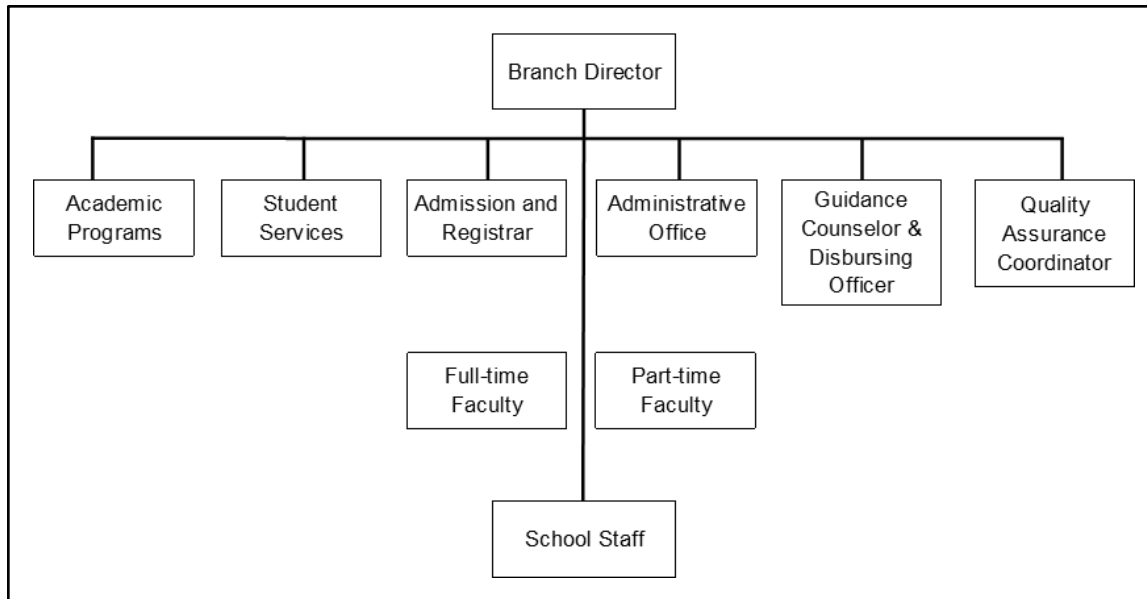 Branch Director
Academic
Programs
Student
Services
Admission and
Registrar
Administrative
Office
Guidance
Counselor &
Disbursing
Officer
Quality
Assurance
Coordinator
Full-time
Faculty
Part-time
Faculty
School Staff